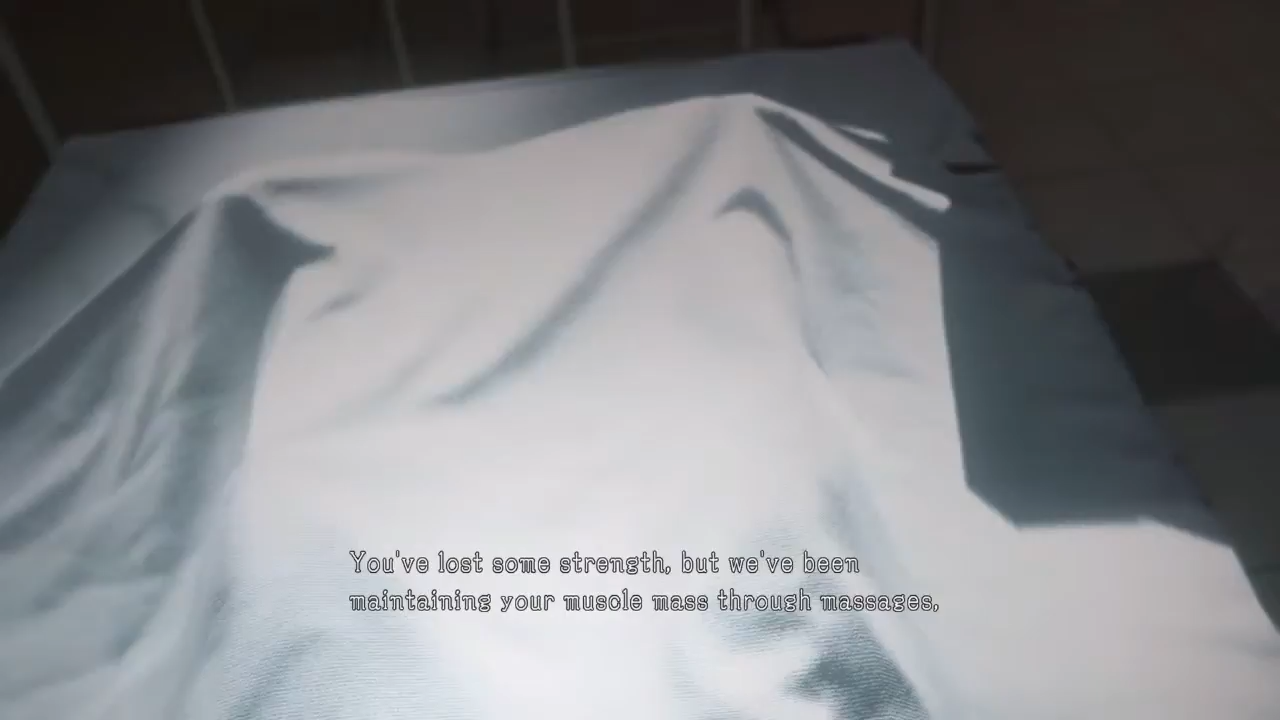 You've lost some strength, but we've been
maintaining your muscle mass through massages,